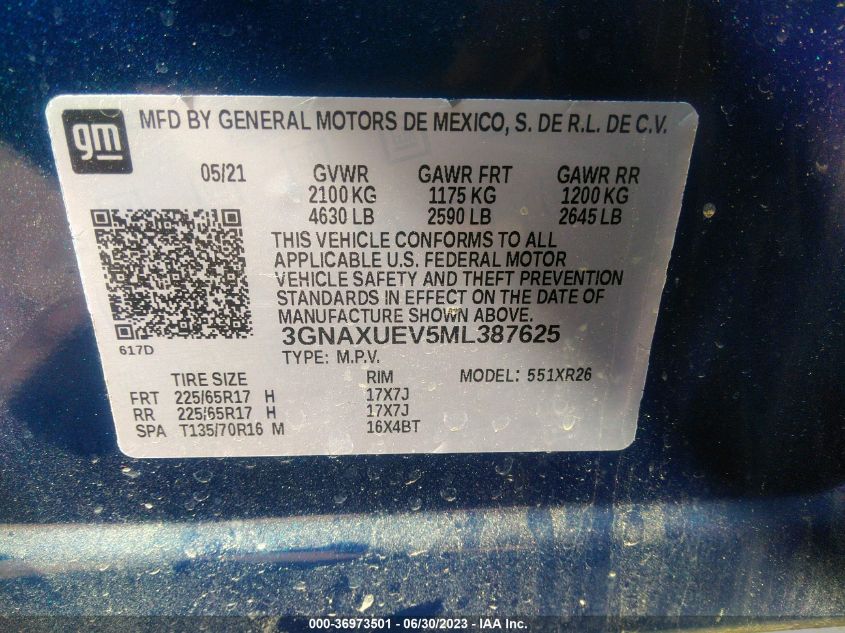 gm
MFD BY GENERAL MOTORS DE MEXICO, S. DE R.L. DE C.V.
05/21 GVWR GAWR FRT GAWR RR
2100 KG 1175 KG 1200 KG
4630 LB 2590 LB 2645 LB
THIS VEHICLE CONFORMS TO ALL
APPLICABLE U.S. FEDERAL MOTOR
VEHICLE SAFETY AND THEFT PREVENTION
STANDARDS IN EFFECT ON THE DATE OF
MANUFACTURE SHOWN ABOVE.
617D
3GNAXUEV5ML387625
TYPE: M.P.V.
TIRE SIZE RIM MODEL: 551XR26
FRT 225/65R17 H 17X7J
RR 225/65R17 H 17X7J
SPA T135/70R16 M 16X4BT
000-36973501 - 06/30/2023 - IAA Inc.